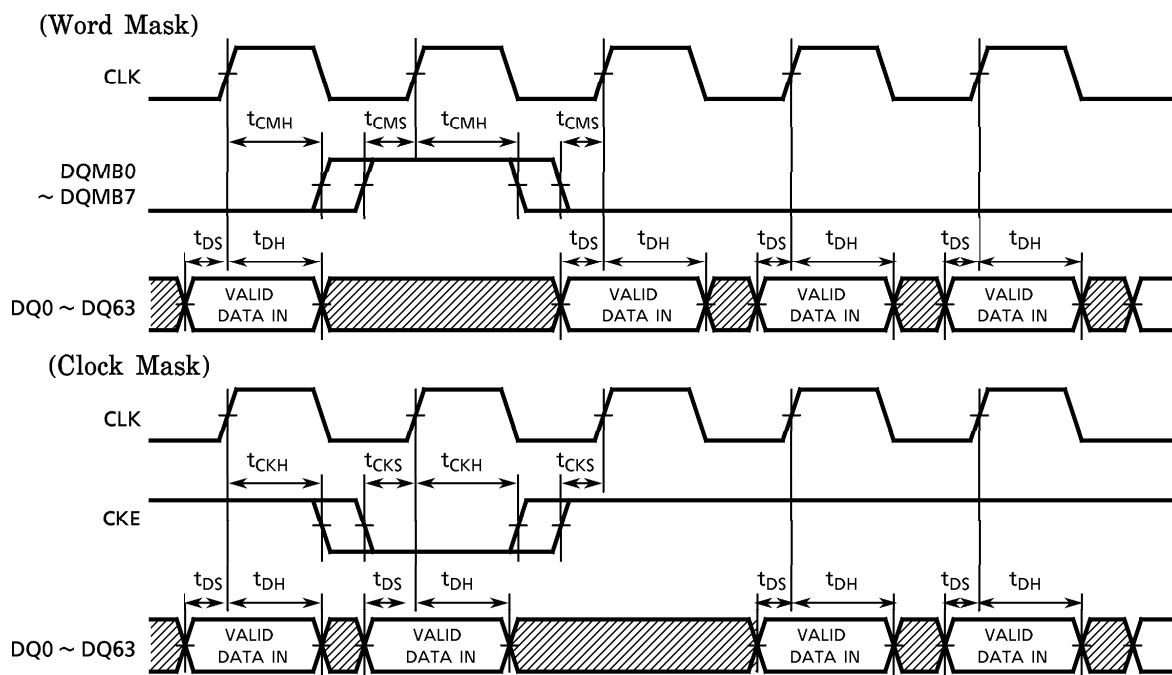 (Word Mask)
CLK
tCMH tCMS tCMH tCMS
DQMB0
~ DQMB7
tDS tDH tDS tDH tDS tDH tDS tDH
DQ0 ~ DQ63
VALID DATA IN
VALID DATA IN
VALID DATA IN
VALID DATA IN
(Clock Mask)
CLK
tCKH tCKS tCKH tCKS
CKE
tDS tDH tDS tDH tDS tDH tDS tDH
DQ0 ~ DQ63
VALID DATA IN
VALID DATA IN
VALID DATA IN
VALID DATA IN